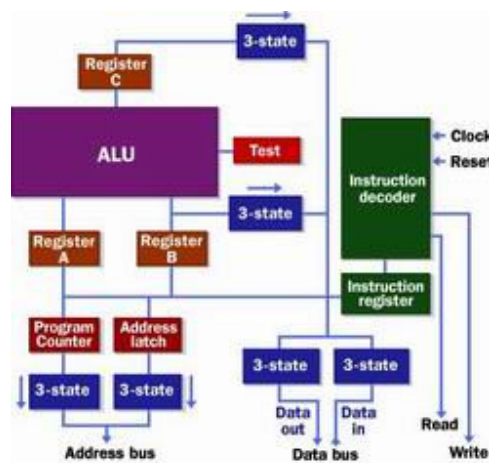 3-state
Register
C
ALU
Test
Clock
Reset
Instruction
decoder
3-state
Register
A
Register
B
Instruction
register
Program
Counter
Address
latch
3-state
3-state
3-state
3-state
Data
out
Data
in
Read
Address bus
Data bus
Write